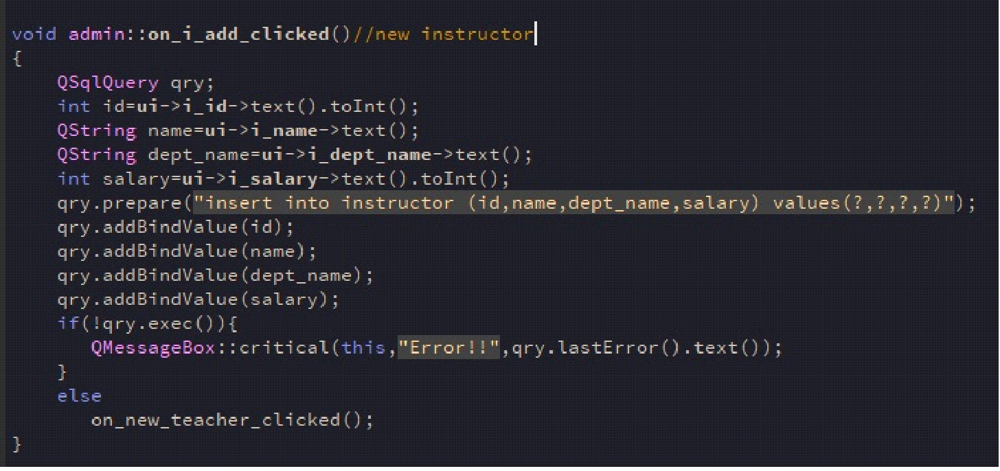 void admin::on_i_add_clicked()//new instructor
{
    QSqlQuery qry;
    int id=ui->i_id->text().toInt();
    QString name=ui->i_name->text();
    QString dept_name=ui->i_dept_name->text();
    int salary=ui->i_salary->text().toInt();
    qry.prepare("insert into instructor (id,name,dept_name,salary) values(?,?,?,?)");
    qry.addBindValue(id);
    qry.addBindValue(name);
    qry.addBindValue(dept_name);
    qry.addBindValue(salary);
    if(!qry.exec()){
       QMessageBox::critical(this,"Error!!",qry.lastError().text());
    }
    else
       on_new_teacher_clicked();
}